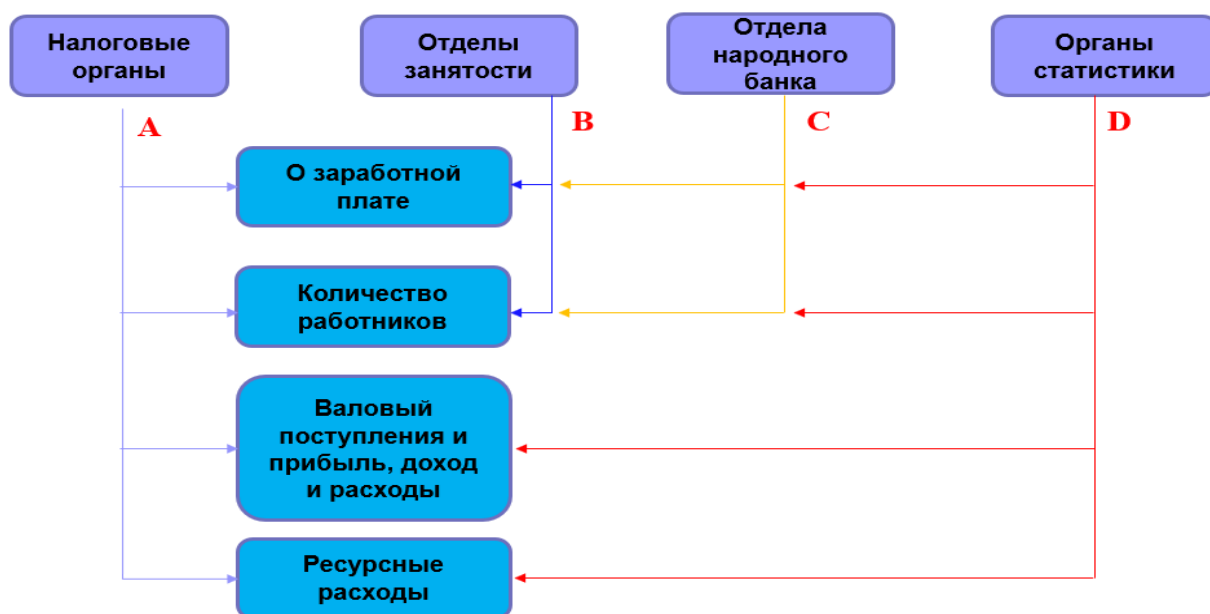 Налоговые
органы
Отделы
занятости
Отдела
народного
банка
Органы
статистики
A
B
C
D
О заработной
плате
Количество
работников
Валовый
поступления и
прибыль, доход
и расходы
Ресурсные
расходы